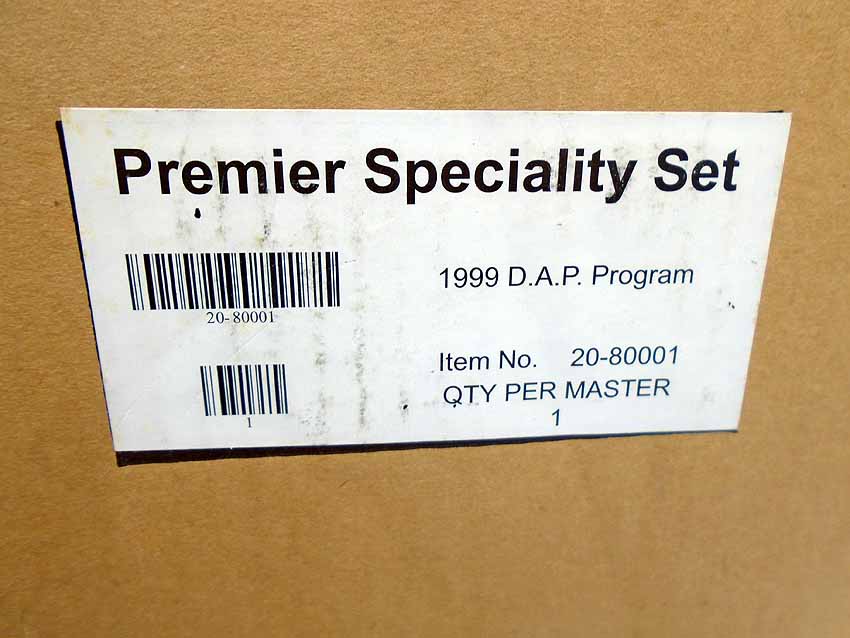 Premier Speciality Set
20-80001
1999 D.A.P. Program
Item No. 20-80001
QTY PER MASTER
1
1